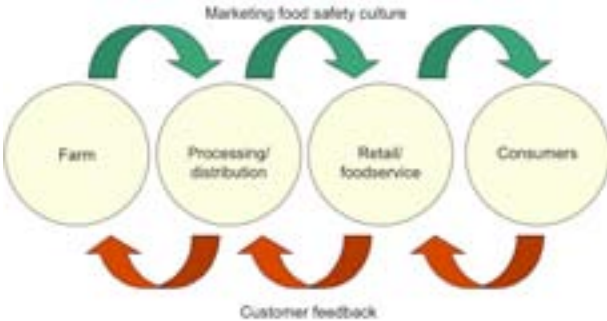 Marketing food safety culture
Farm
Processing/
distribution
Retail/
foodservice
Consumers
Customer feedback